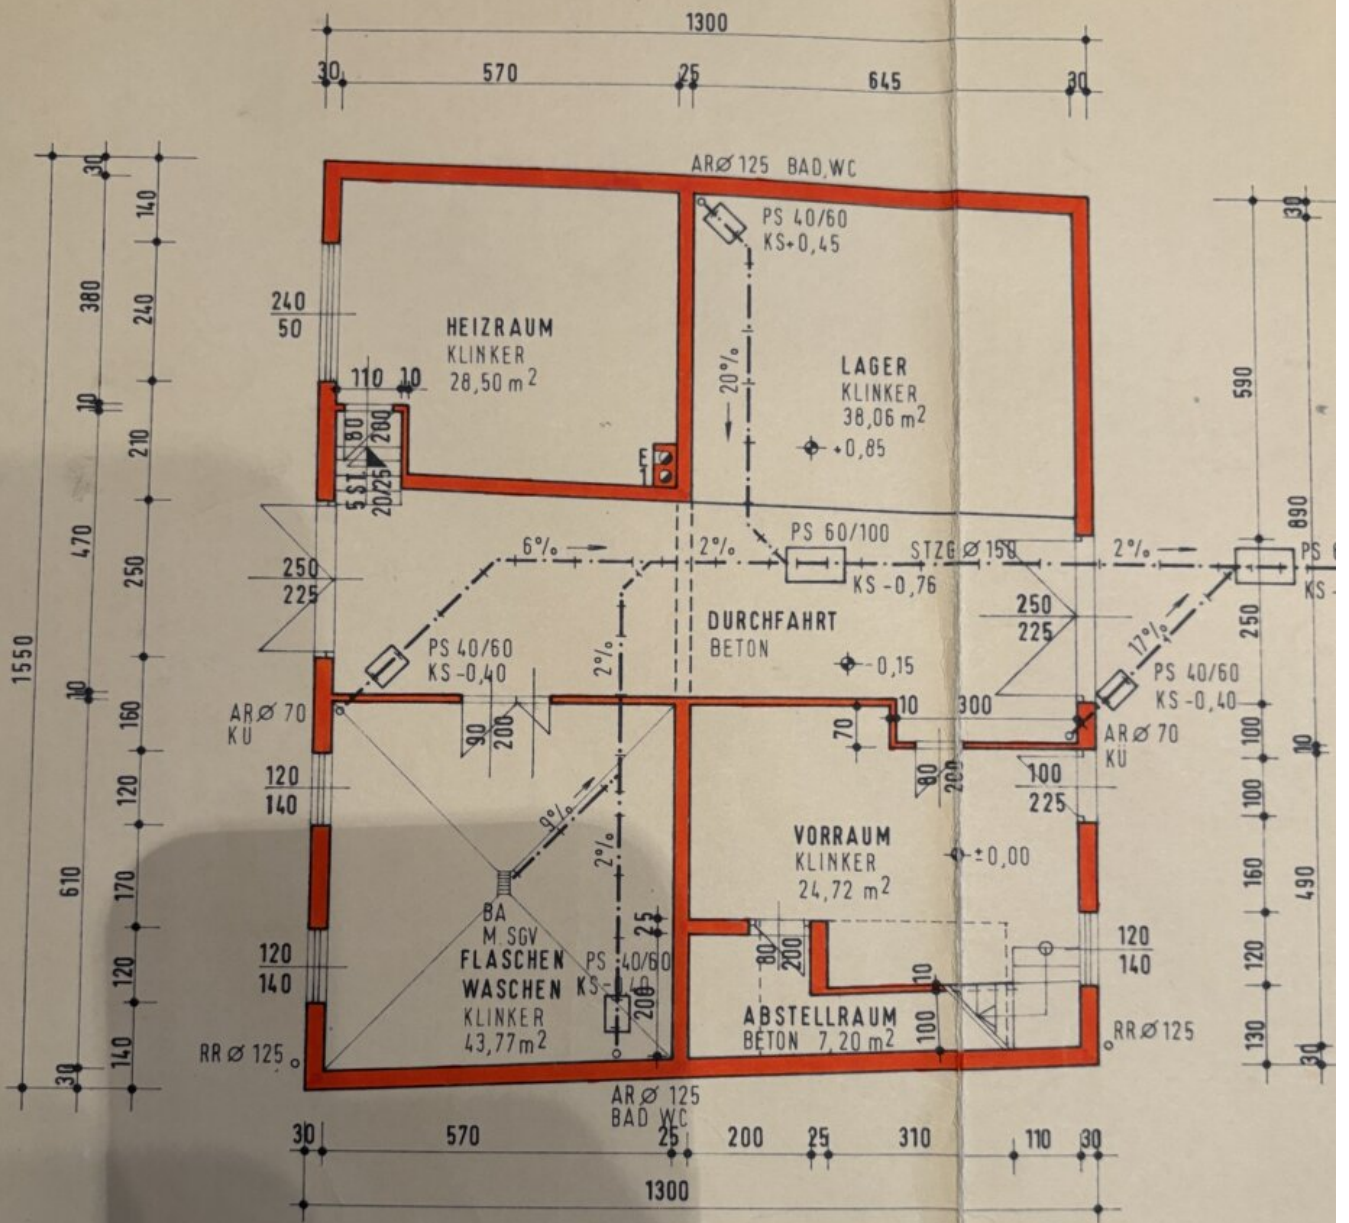 1300
30 570 25 645 30
ARØ 125 BAD,WC
PS 40/60
KS+0,45
30
140
380
240
10
210
470
250
1550
10
160
120
610
170
120
140
30
240
50
HEIZRAUM
KLINKER
28,50 m²
110 10
80
200
5 ST.
20/25
E
1
20%
LAGER
KLINKER
38,06 m²
+0,85
30
590
890
250
100
10
100
160
490
120
130
30
6%
2%
PS 60/100
STZG Ø 150
2%
KS -0,76
250
225
250
225
DURCHFAHRT
BETON
-0,15
17%
PS 40/60
KS -0,40
2%
PS 40/60
KS -0,40
ARØ 70
KÜ
ARØ 70
KÜ
90
200
10 300
70
80
200
100
225
120
140
9%
2%
VORRAUM
KLINKER
24,72 m²
±0,00
BA
M. SGV
FLASCHEN
WASCHEN
KLINKER
43,77m²
PS 40/60
25
200
80
200
10
100
120
140
120
140
ABSTELLRAUM
BETON 7,20 m²
RR Ø 125
RR Ø 125
AR Ø 125
BAD WC
30 570 25 200 25 310 110 30
1300